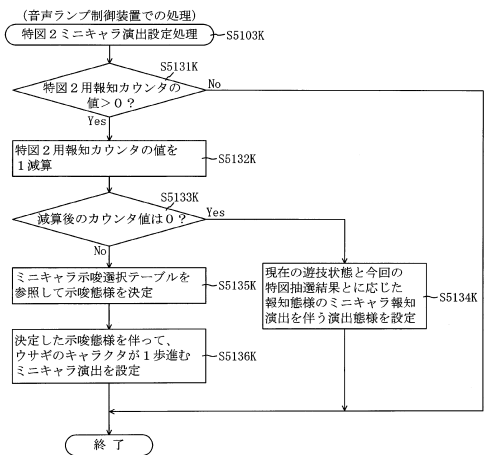 (音声ランプ制御装置での処理)
特図２ミニキャラ演出設定処理
S5103K
S5131K
特図２用報知カウンタの
値＞０？
No
Yes
特図２用報知カウンタの値を
１減算
S5132K
S5133K
減算後のカウンタ値は０？
Yes
No
ミニキャラ示唆選択テーブルを
参照して示唆態様を決定
S5135K
現在の遊技状態と今回の
特図抽選結果とに応じた
報知態様のミニキャラ報知
演出を伴う演出態様を設定
S5134K
決定した示唆態様を伴って、
ウサギのキャラクタが１歩進む
ミニキャラ演出を設定
S5136K
終了